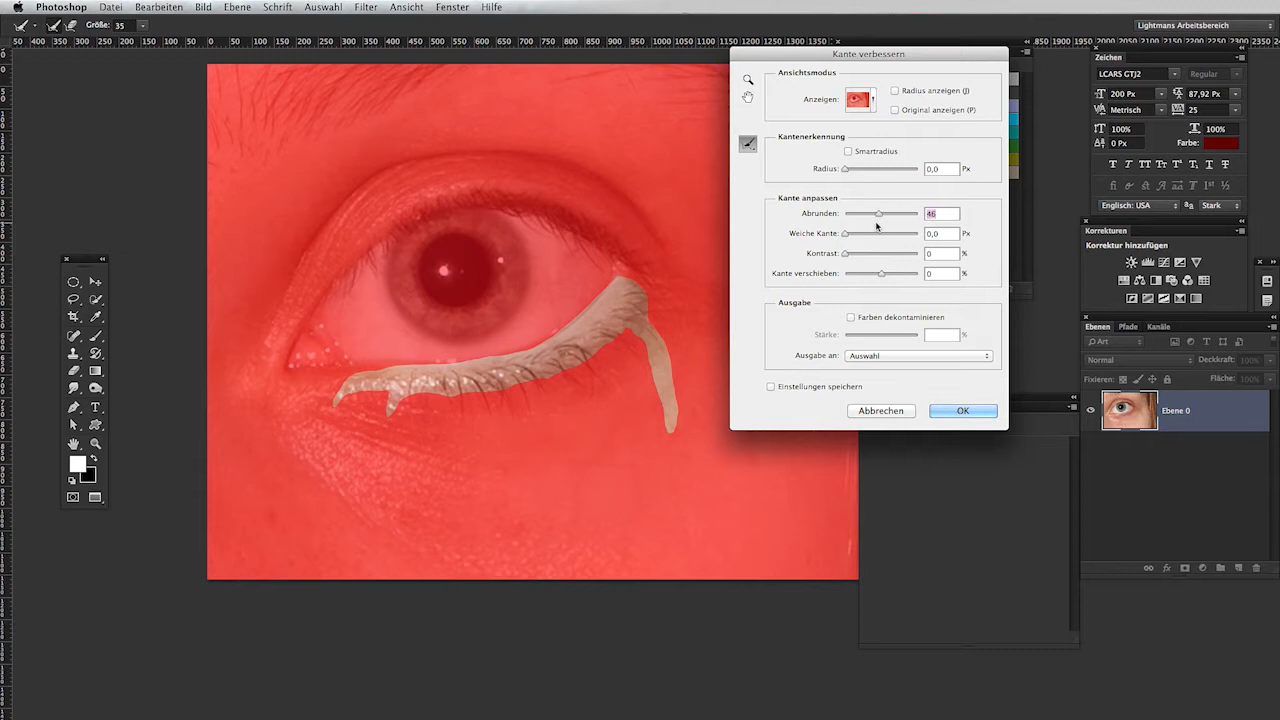 Photoshop Datei Bearbeiten Bild Ebene Schrift Auswahl Filter Ansicht Fenster Hilfe
Größe: 35
Lightmans Arbeitsbereich
Kante verbessern
Ansichtsmodus
Anzeigen:
Radius anzeigen (J)
Original anzeigen (P)
Kantenerkennung
Smartradius
Radius: 0,0 Px
Kante anpassen
Abrunden: 46
Weiche Kante: 0,0 Px
Kontrast: 0 %
Kante verschieben: 0 %
Ausgabe
Farben dekontaminieren
Stärke: %
Ausgabe an: Auswahl
Einstellungen speichern
Abbrechen OK
Zeichen
LCARS GTJ2 Regular
200 Px 87,92 Px
Metrisch 25
100% 100%
0 Px Farbe:
Englisch: USA Stark
Korrekturen
Korrektur hinzufügen
Ebenen Pfade Kanäle
Art
Normal Deckkraft: 100%
Fixieren: Fläche: 100%
Ebene 0